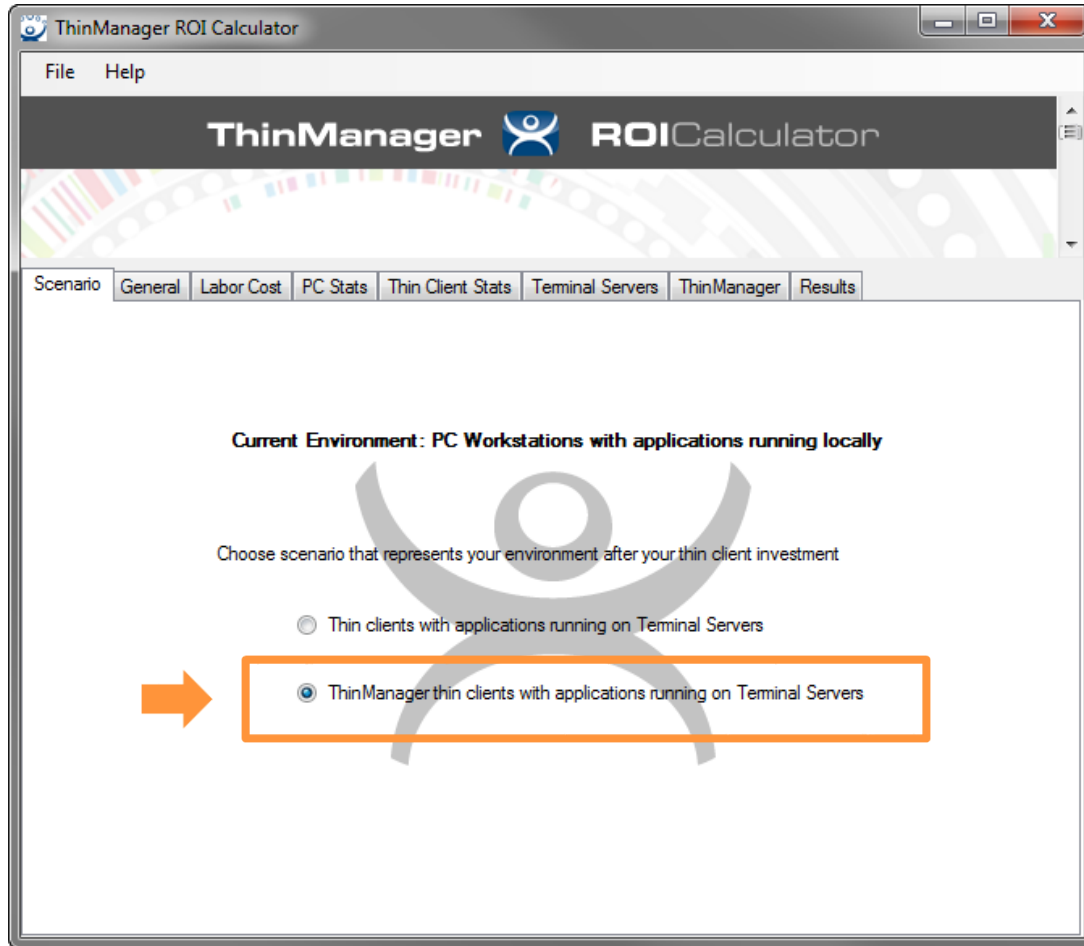 ThinManager ROI Calculator
File Help
ThinManager ROICalculator
Scenario General Labor Cost PC Stats Thin Client Stats Terminal Servers ThinManager Results
Current Environment: PC Workstations with applications running locally
Choose scenario that represents your environment after your thin client investment
Thin clients with applications running on Terminal Servers
ThinManager thin clients with applications running on Terminal Servers